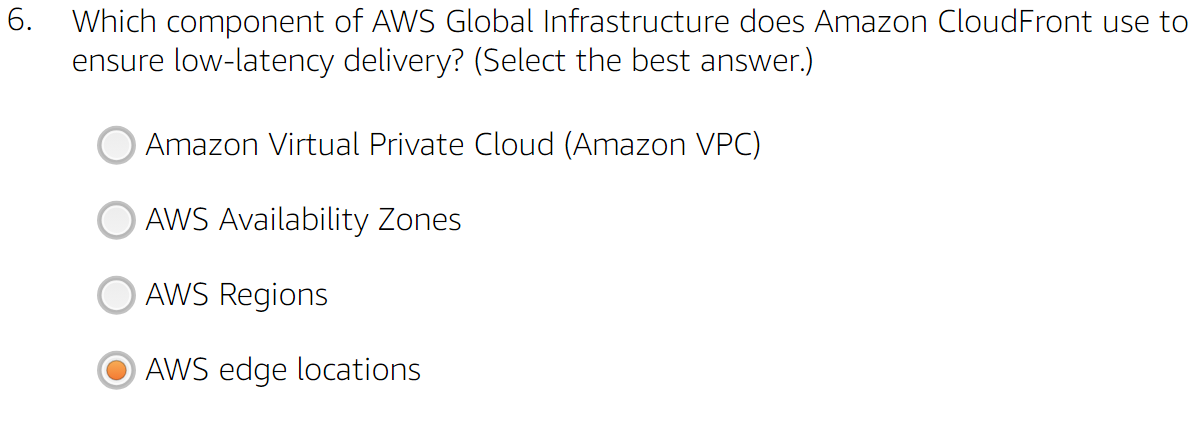 6. Which component of AWS Global Infrastructure does Amazon CloudFront use to
ensure low-latency delivery? (Select the best answer.)
Amazon Virtual Private Cloud (Amazon VPC)
AWS Availability Zones
AWS Regions
AWS edge locations